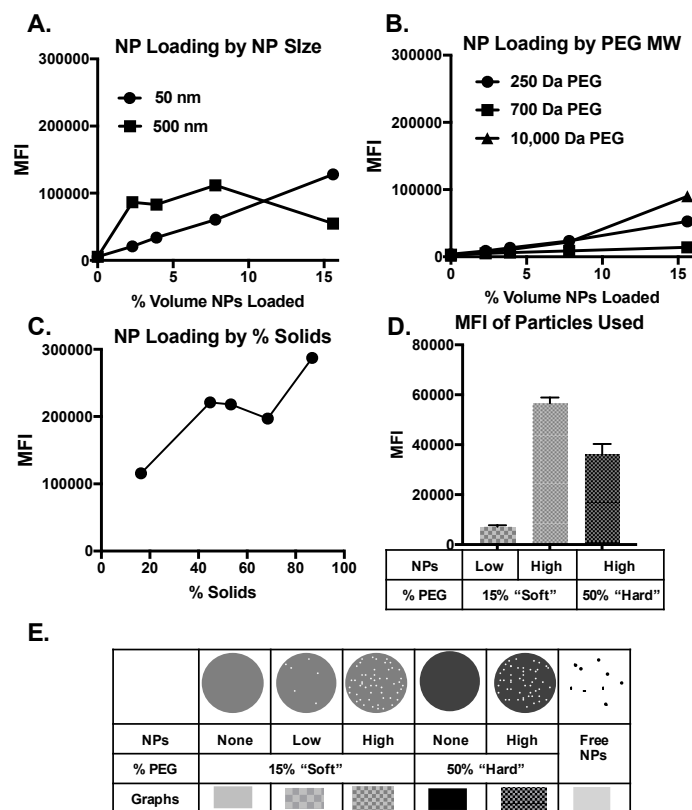 A.
NP Loading by NP SIze
300000
200000
100000
0
MFI
50 nm
500 nm
0
5
10
15
% Volume NPs Loaded
B.
NP Loading by PEG MW
300000
200000
100000
0
MFI
250 Da PEG
700 Da PEG
10,000 Da PEG
0
5
10
15
% Volume NPs Loaded
C.
NP Loading by % Solids
300000
200000
100000
0
MFI
0
20
40
60
80
100
% Solids
D.
MFI of Particles Used
80000
60000
40000
20000
0
MFI
NPs Low High High
% PEG 15% “Soft” 50% “Hard”
E.
NPs None Low High None High Free NPs
% PEG 15% “Soft” 50% “Hard”
Graphs